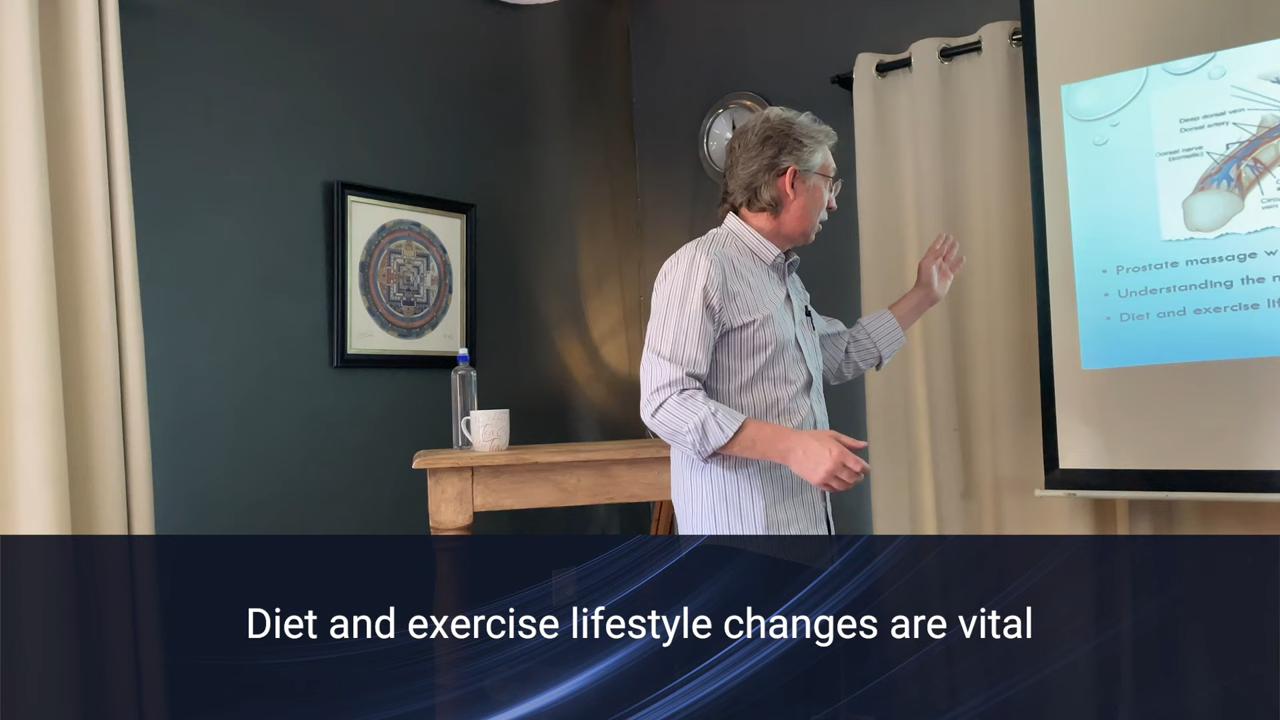 Deep dorsal vein
Dorsal artery
Dorsal nerve
(somatic)
• Prostate massage w
• Understanding the
• Diet and exercise
Diet and exercise lifestyle changes are vital